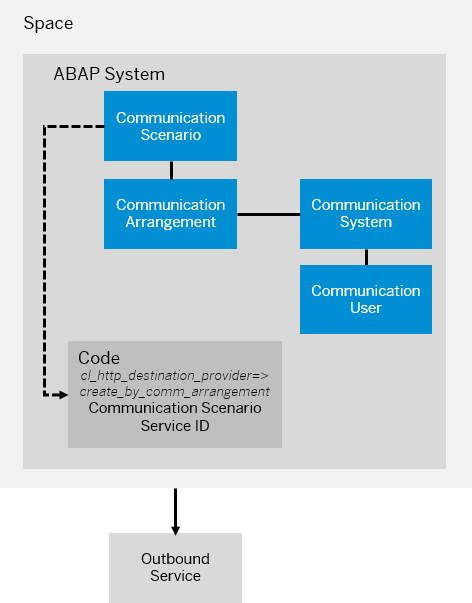 Space
ABAP System
Communication
Scenario
Communication
Arrangement
Communication
System
Communication
User
Code
cl_http_destination_provider=>
create_by_comm_arrangement
Communication Scenario
Service ID
Outbound
Service